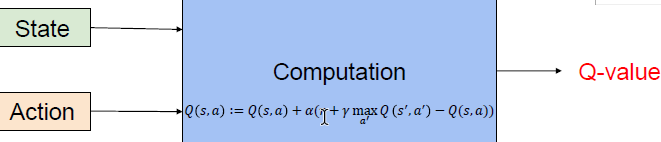 State
Computation
Q-value
Action
Q(s,a) := Q(s,a) + α(r + γ max Q (s′,a′) − Q(s,a))
a′